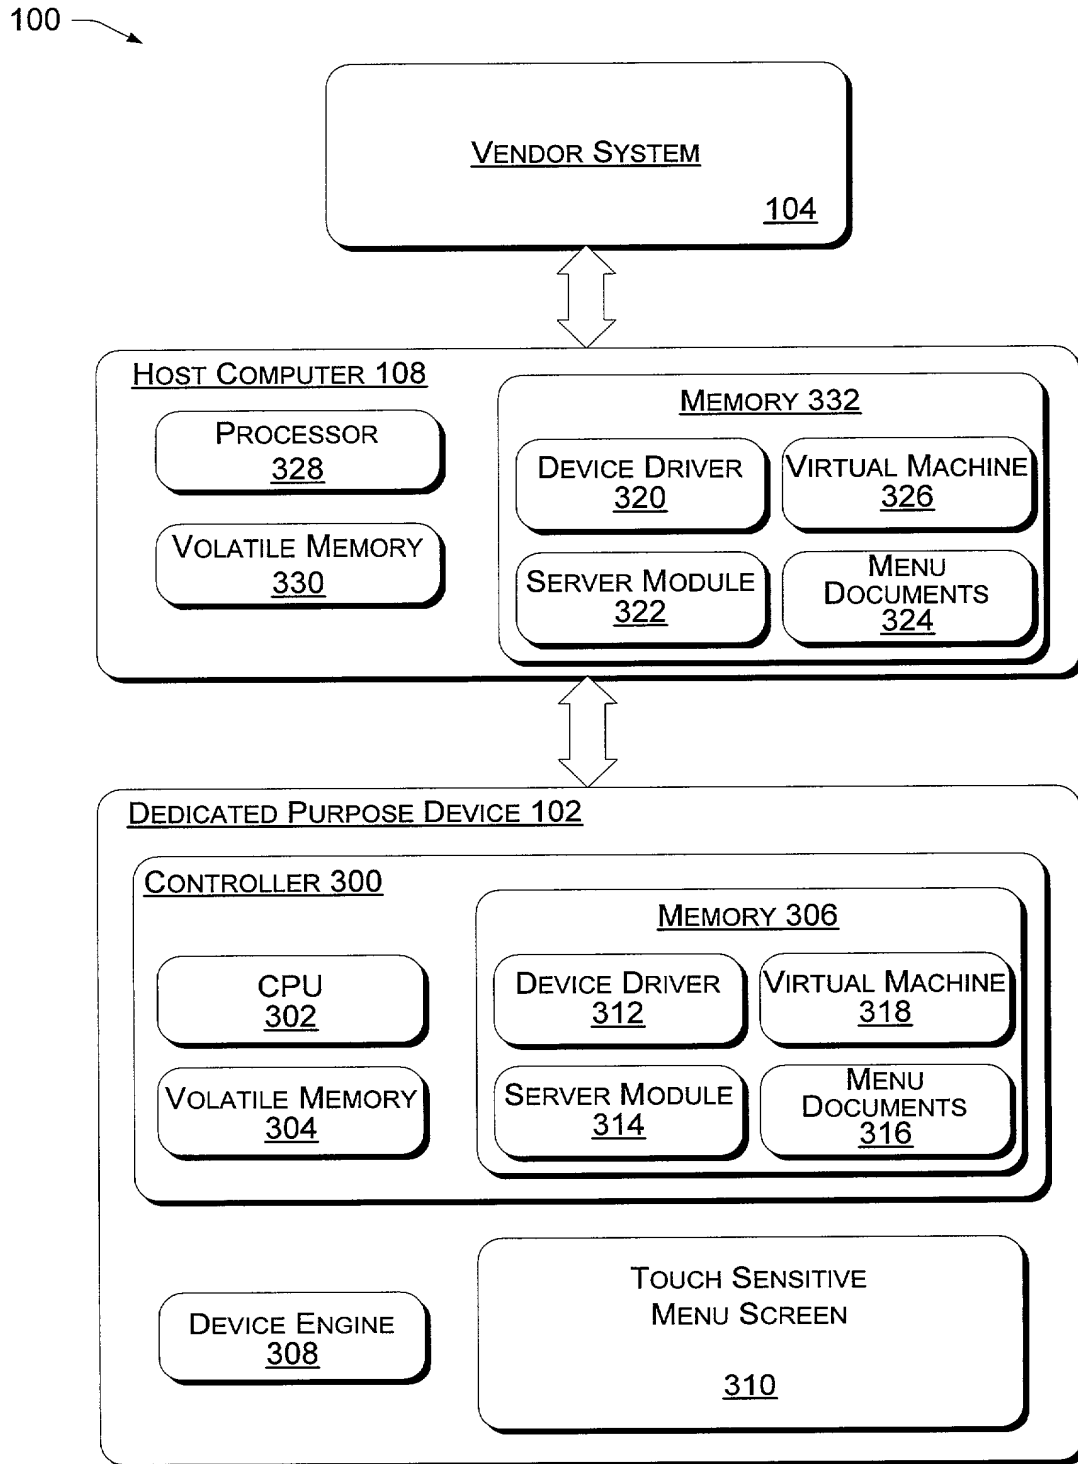 100
VENDOR SYSTEM
104
HOST COMPUTER 108
PROCESSOR
328
VOLATILE MEMORY
330
MEMORY 332
DEVICE DRIVER
320
VIRTUAL MACHINE
326
SERVER MODULE
322
MENU
DOCUMENTS
324
DEDICATED PURPOSE DEVICE 102
CONTROLLER 300
CPU
302
VOLATILE MEMORY
304
MEMORY 306
DEVICE DRIVER
312
VIRTUAL MACHINE
318
SERVER MODULE
314
MENU
DOCUMENTS
316
DEVICE ENGINE
308
TOUCH SENSITIVE
MENU SCREEN
310